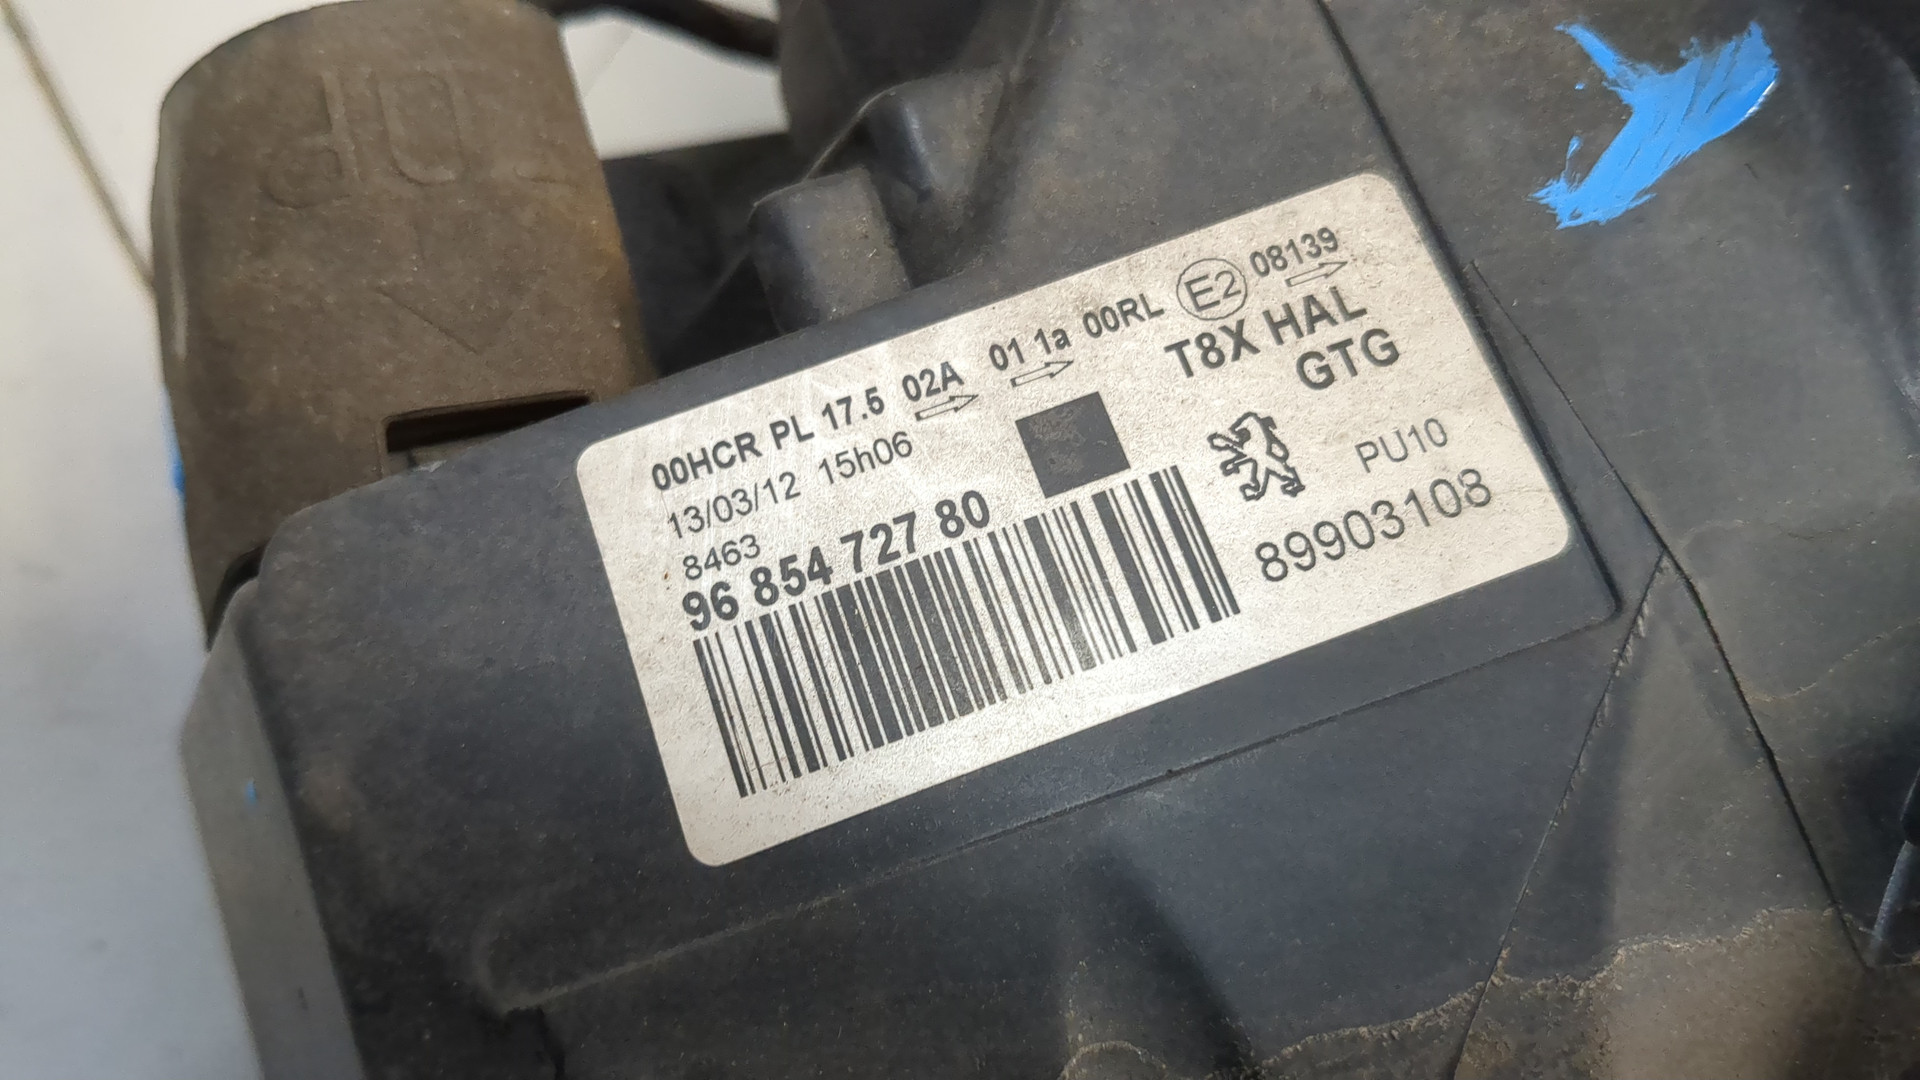 TOP
00HCR PL 17.5 02A 01 1a 00RL E2 08139
13/03/12 15h06
T8X HAL
GTG
8463
96 854 727 80
PU10
89903108